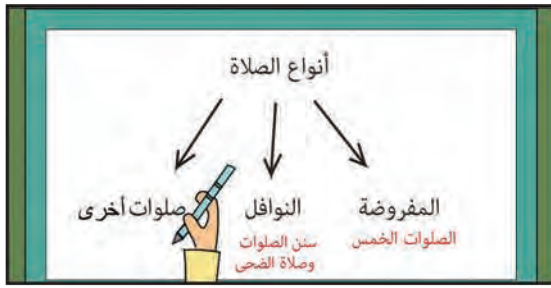 أنواع الصلاة
المفروضة
الصلوات الخمس
النوافل
سنن الصلوات
وصلاة الضحى
صلوات أخرى